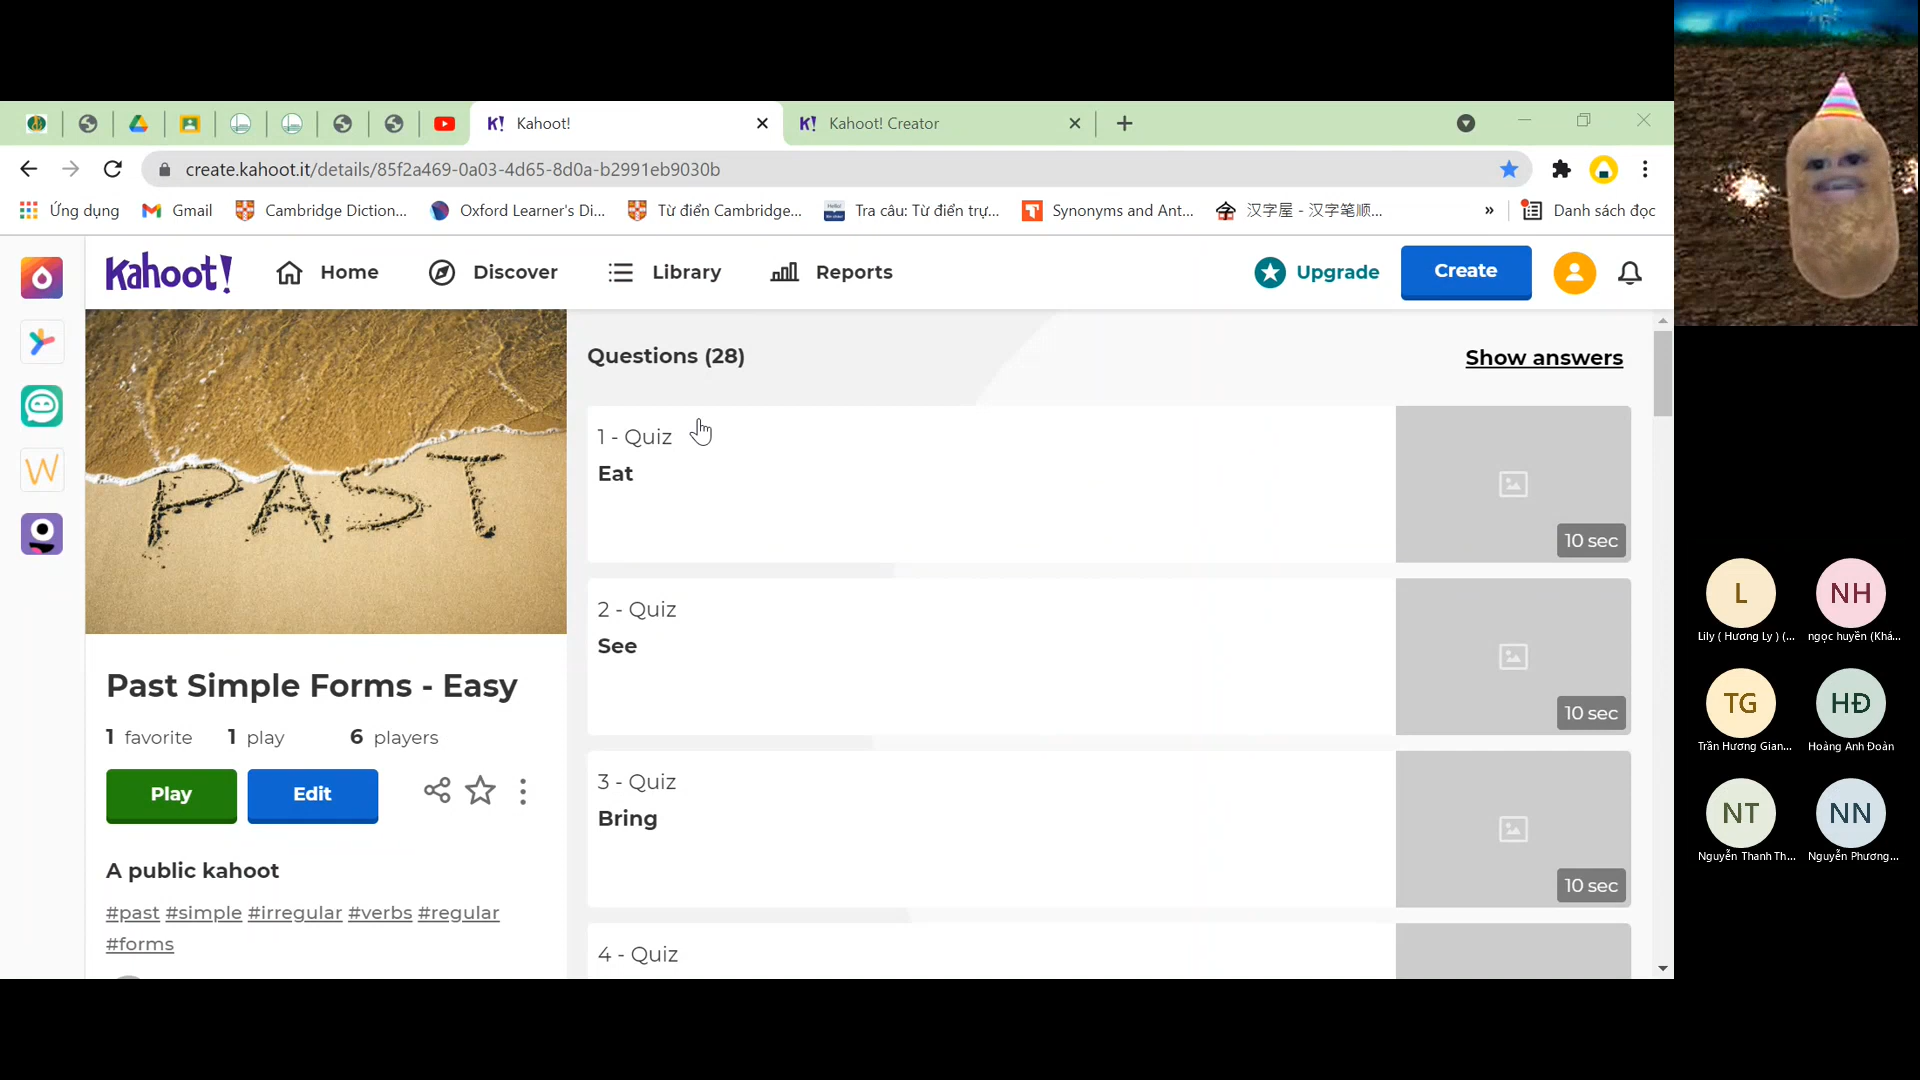 K! Kahoot!
K! Kahoot! Creator
create.kahoot.it/details/85f2a469-0a03-4d65-8d0a-b2991eb9030b
Ứng dụng
Gmail
Cambridge Diction...
Oxford Learner's Di...
Từ điển Cambridge...
Tra câu: Từ điển trự...
Synonyms and Ant...
汉字屋 - 汉字笔顺...
»
Danh sách đọc
Kahoot!
Home
Discover
Library
Reports
Upgrade
Create
W
PAST
Past Simple Forms - Easy
1 favorite
1 play
6 players
Play
Edit
A public kahoot
#past #simple #irregular #verbs #regular
#forms
Questions (28)
Show answers
1 - Quiz
Eat
10 sec
2 - Quiz
See
10 sec
3 - Quiz
Bring
10 sec
4 - Quiz
L
NH
Lily ( Hương Ly ) (...
ngọc huyền (Khá...
TG
HĐ
Trần Hương Gian...
Hoàng Anh Đoàn
NT
NN
Nguyễn Thanh Th...
Nguyễn Phương...